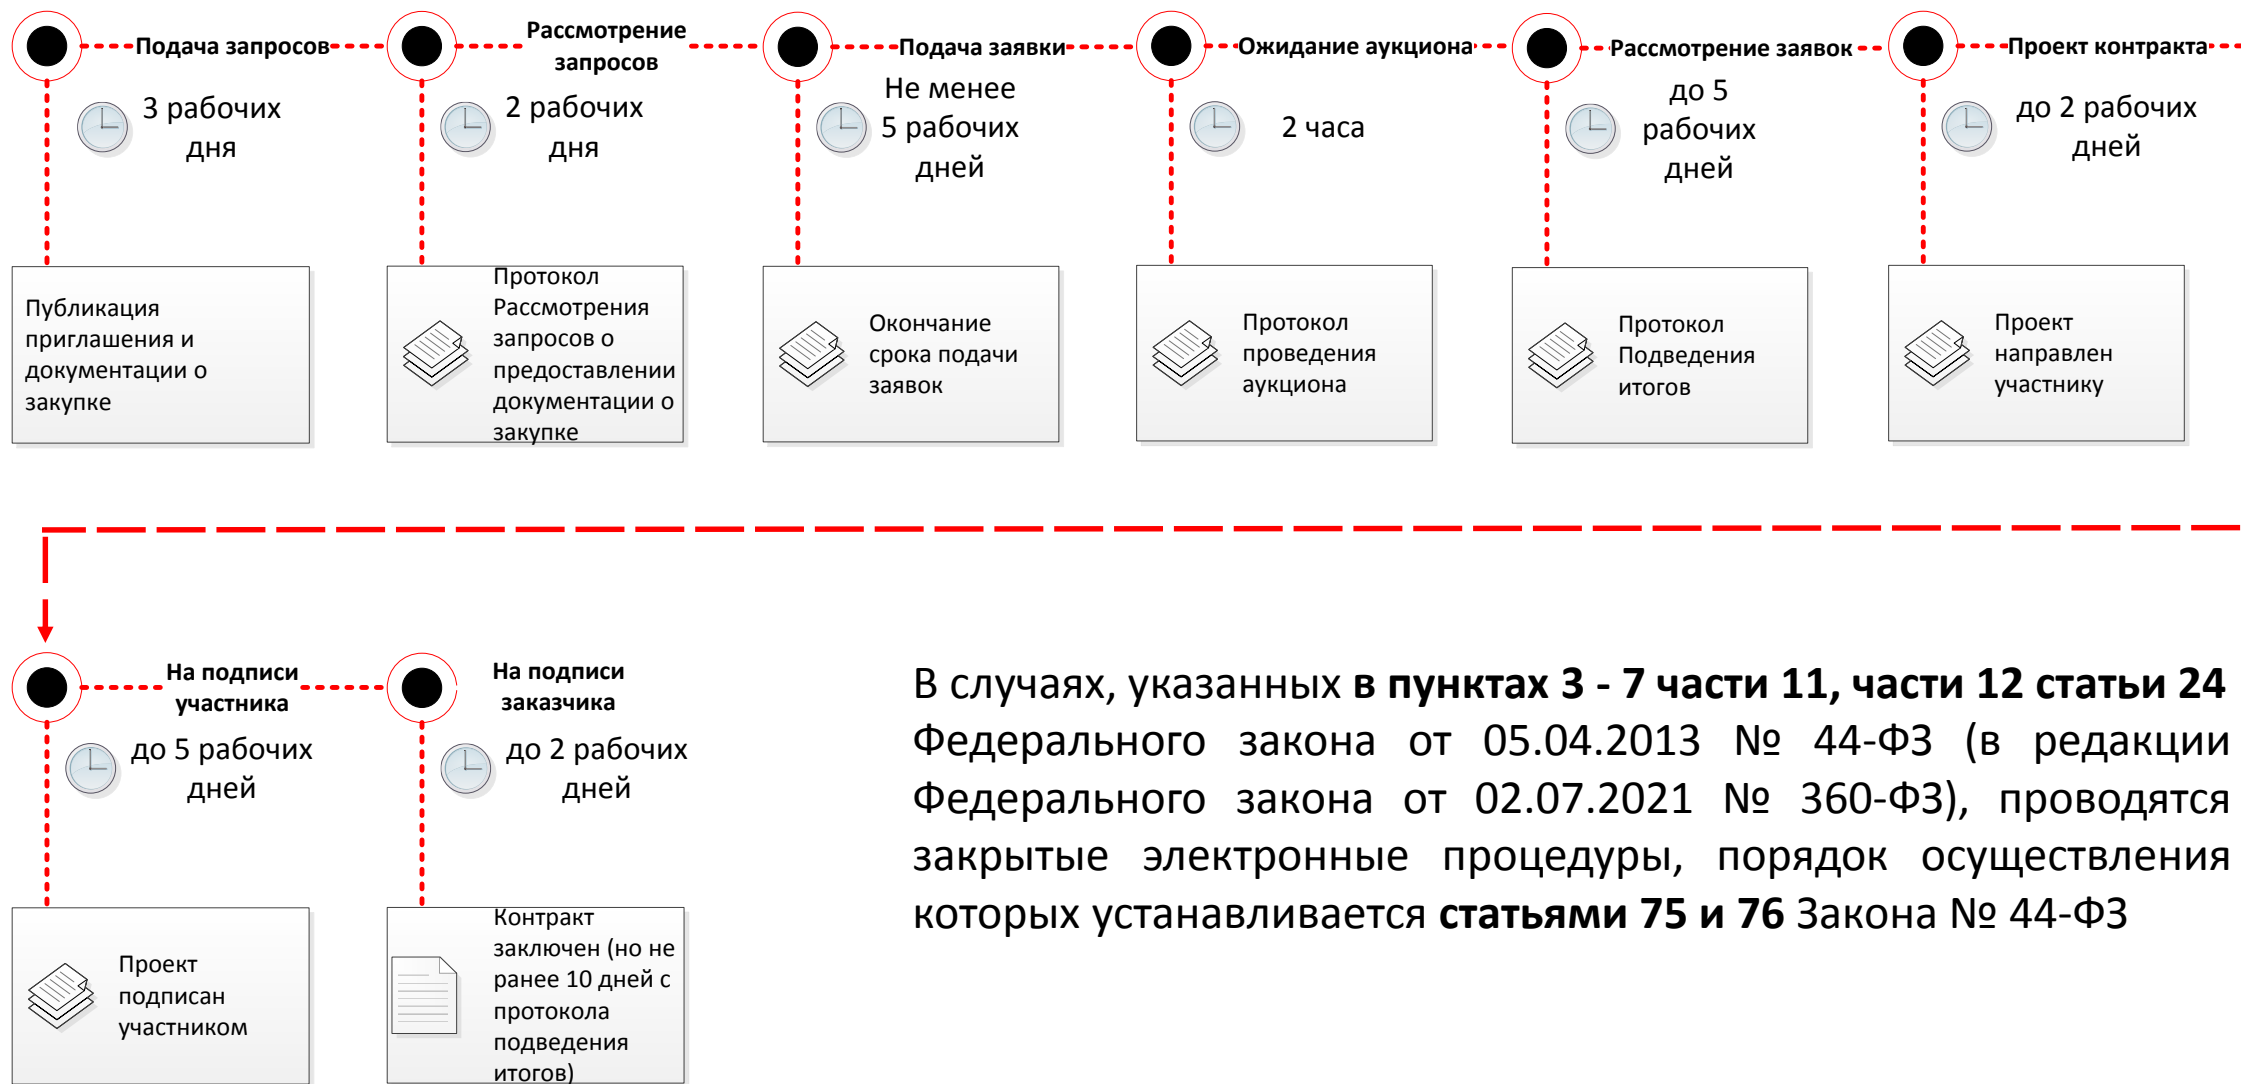 Подача запросов
3 рабочих
дня
Публикация
приглашения и
документации о
закупке
Рассмотрение
запросов
2 рабочих
дня
Протокол
Рассмотрения
запросов о
предоставлении
документации о
закупке
Подача заявки
Не менее
5 рабочих
дней
Окончание
срока подачи
заявок
Ожидание аукциона
2 часа
Протокол
проведения
аукциона
Рассмотрение заявок
до 5
рабочих
дней
Протокол
Подведения
итогов
Проект контракта
до 2 рабочих
дней
Проект
направлен
участнику
На подписи
участника
до 5 рабочих
дней
Проект
подписан
участником
На подписи
заказчика
до 2 рабочих
дней
Контракт
заключен (но не
ранее 10 дней с
протокола
подведения
итогов)
В случаях, указанных в пунктах 3 - 7 части 11, части 12 статьи 24
Федерального закона от 05.04.2013 № 44-ФЗ (в редакции
Федерального закона от 02.07.2021 № 360-ФЗ), проводятся
закрытые электронные процедуры, порядок осуществления
которых устанавливается статьями 75 и 76 Закона № 44-ФЗ